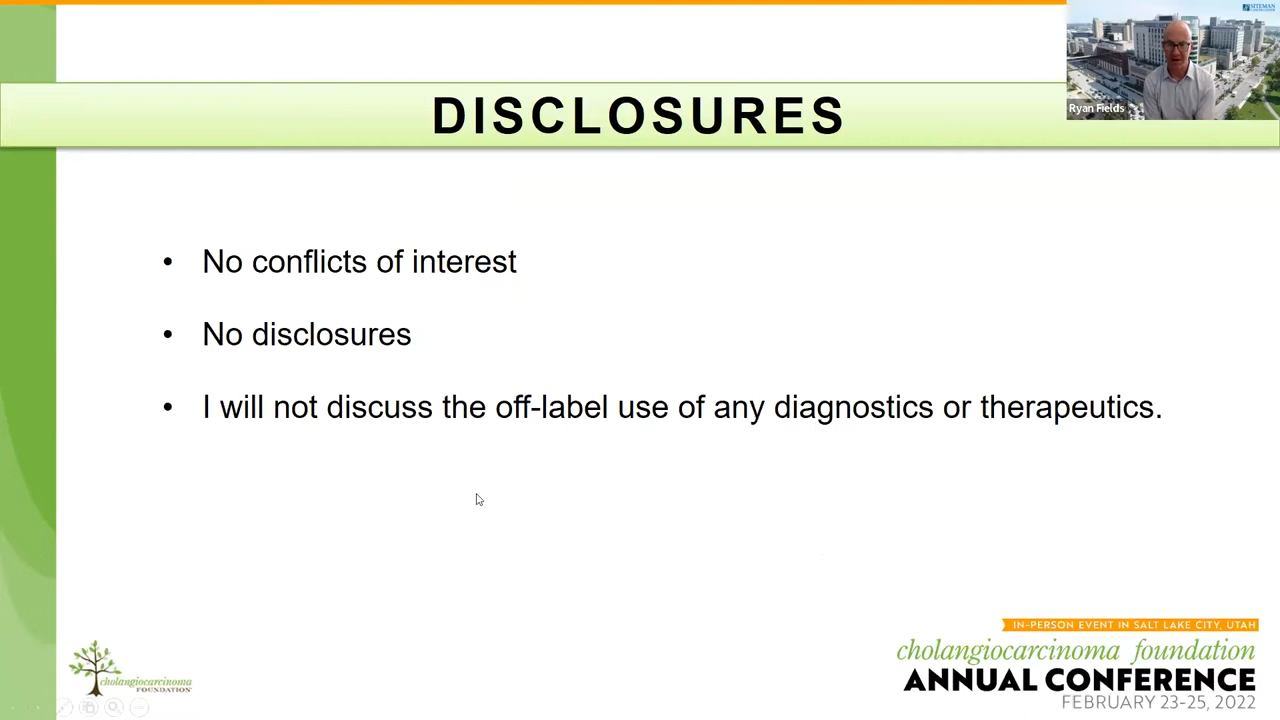 SITEMAN
Ryan Fields
DISCLOSURES
• No conflicts of interest
• No disclosures
• I will not discuss the off-label use of any diagnostics or therapeutics.
cholangiocarcinoma
FOUNDATION
IN-PERSON EVENT IN SALT LAKE CITY, UTAH
cholangiocarcinoma foundation
ANNUAL CONFERENCE
FEBRUARY 23-25, 2022